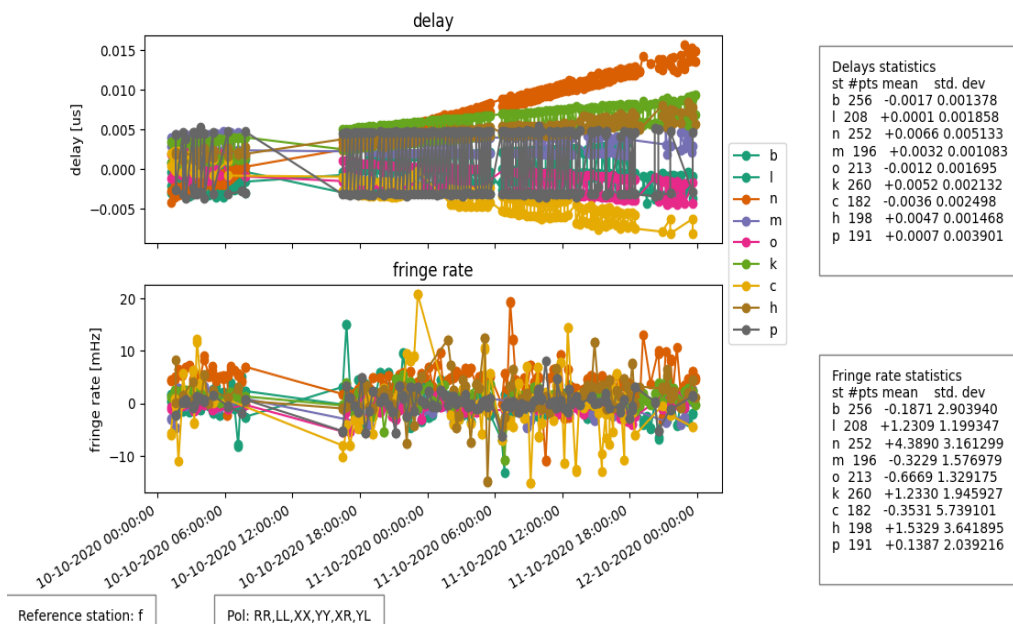 delay
delay [us]
0.015
0.010
0.005
0.000
−0.005
fringe rate
fringe rate [mHz]
20
10
0
−10
10-10-2020 00:00:00
10-10-2020 06:00:00
10-10-2020 12:00:00
10-10-2020 18:00:00
11-10-2020 00:00:00
11-10-2020 06:00:00
11-10-2020 12:00:00
11-10-2020 18:00:00
12-10-2020 00:00:00
b
l
n
m
o
k
c
h
p
Delays statistics
st #pts mean std. dev
b 256 -0.0017 0.001378
l 208 +0.0001 0.001858
n 252 +0.0066 0.005133
m 196 +0.0032 0.001083
o 213 -0.0012 0.001695
k 260 +0.0052 0.002132
c 182 -0.0036 0.002498
h 198 +0.0047 0.001468
p 191 +0.0007 0.003901
Fringe rate statistics
st #pts mean std. dev
b 256 -0.1871 2.903940
l 208 +1.2309 1.199347
n 252 +4.3890 3.161299
m 196 -0.3229 1.576979
o 213 -0.6669 1.329175
k 260 +1.2330 1.945927
c 182 -0.3531 5.739101
h 198 +1.5329 3.641895
p 191 +0.1387 2.039216
Reference station: f
Pol: RR,LL,XX,YY,XR,YL